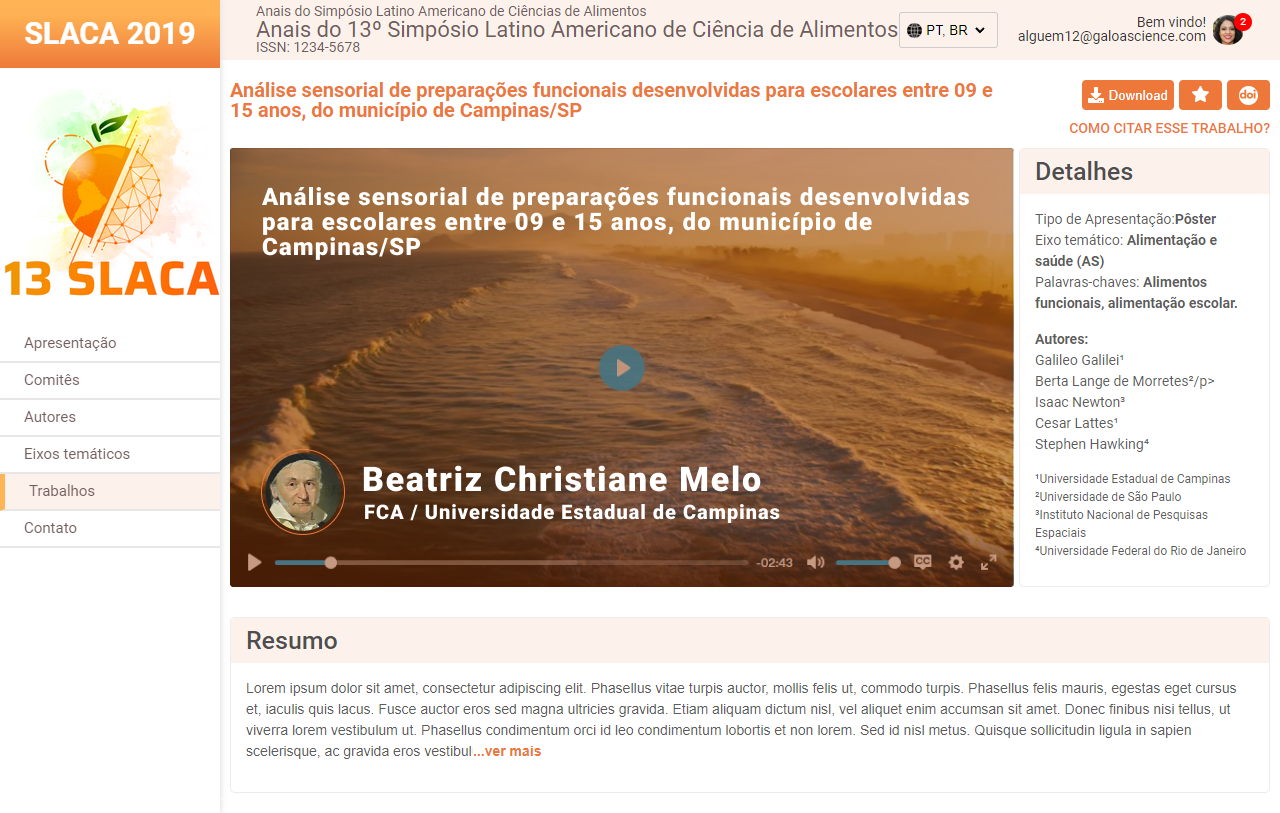 SLACA 2019
Anais do Simpósio Latino Americano de Ciências de Alimentos
Anais do 13º Simpósio Latino Americano de Ciência de Alimentos
ISSN: 1234-5678
PT, BR
Bem vindo!
alguem12@galoascience.com
2
13 SLACA
Apresentação
Comitês
Autores
Eixos temáticos
Trabalhos
Contato
Análise sensorial de preparações funcionais desenvolvidas para escolares entre 09 e
15 anos, do município de Campinas/SP
Download
doi
COMO CITAR ESSE TRABALHO?
Análise sensorial de preparações funcionais desenvolvidas
para escolares entre 09 e 15 anos, do município de
Campinas/SP
Beatriz Christiane Melo
FCA / Universidade Estadual de Campinas
-02:43
CC
Detalhes
Tipo de Apresentação:Pôster
Eixo temático: Alimentação e
saúde (AS)
Palavras-chaves: Alimentos
funcionais, alimentação escolar.
Autores:
Galileo Galilei¹
Berta Lange de Morretes²/p>
Isaac Newton³
Cesar Lattes¹
Stephen Hawking⁴
¹Universidade Estadual de Campinas
²Universidade de São Paulo
³Instituto Nacional de Pesquisas
Espaciais
⁴Universidade Federal do Rio de Janeiro
Resumo
Lorem ipsum dolor sit amet, consectetur adipiscing elit. Phasellus vitae turpis auctor, mollis felis ut, commodo turpis. Phasellus felis mauris, egestas eget cursus
et, iaculis quis lacus. Fusce auctor eros sed magna ultricies gravida. Etiam aliquam dictum nisl, vel aliquet enim accumsan sit amet. Donec finibus nisi tellus, ut
viverra lorem vestibulum ut. Phasellus condimentum orci id leo condimentum lobortis et non lorem. Sed id nisl metus. Quisque sollicitudin ligula in sapien
scelerisque, ac gravida eros vestibul...ver mais